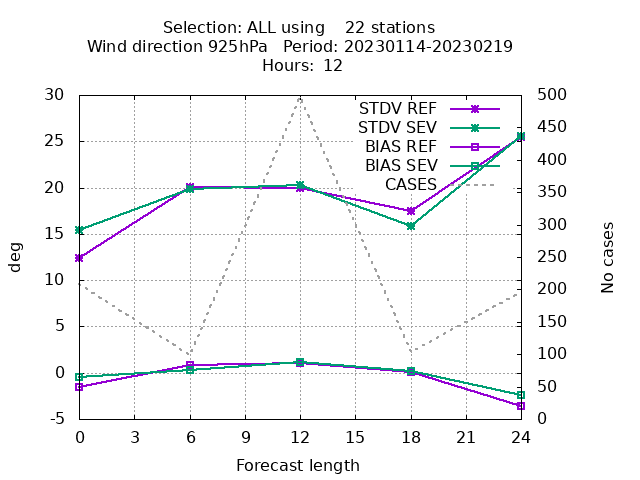 Selection: ALL using    22 stations
Wind direction 925hPa   Period: 20230114-20230219
Hours:  12
STDV REF
STDV SEV
BIAS REF
BIAS SEV
CASES
30
25
20
15
10
5
0
-5
500
450
400
350
300
250
200
150
100
50
0
deg
No cases
0 3 6 9 12 15 18 21 24
Forecast length